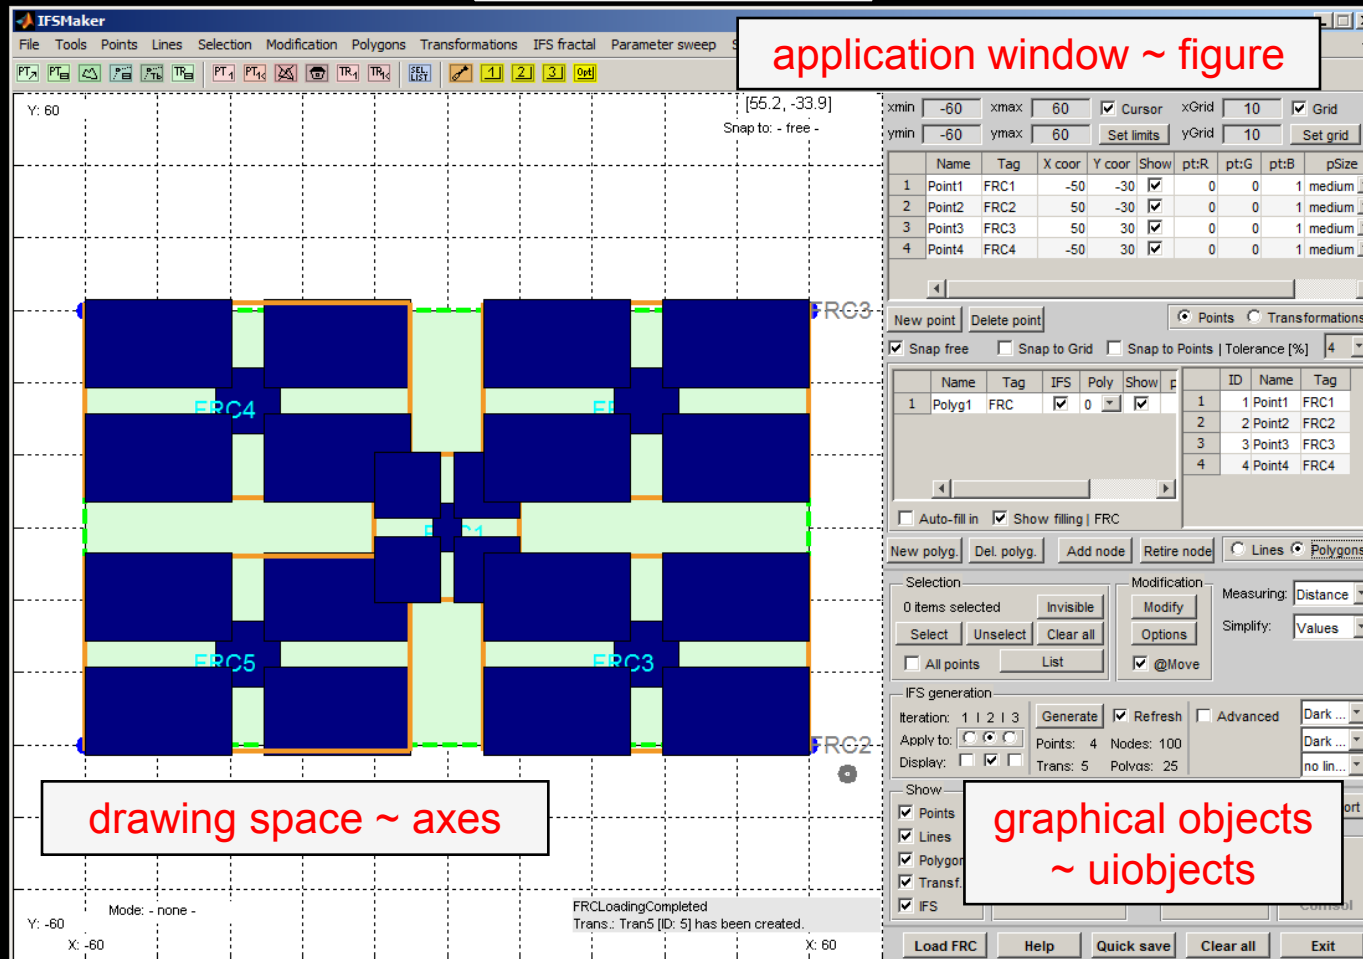 IFSMaker
File Tools Points Lines Selection Modification Polygons Transformations IFS fractal Parameter sweep
application window ~ figure
Y: 60
[55.2, -33.9]
Snap to: - free -
xmin -60 xmax 60 Cursor xGrid 10 Grid
ymin -60 ymax 60 Set limits yGrid 10 Set grid
Name Tag X coor Y coor Show pt:R pt:G pt:B pSize
1 Point1 FRC1 -50 -30 0 0 1 medium
2 Point2 FRC2 50 -30 0 0 1 medium
3 Point3 FRC3 50 30 0 0 1 medium
4 Point4 FRC4 -50 30 0 0 1 medium
New point Delete point Points Transformations
Snap free Snap to Grid Snap to Points | Tolerance [%] 4
Name Tag IFS Poly Show
1 Polyg1 FRC 0
ID Name Tag
1 1 Point1 FRC1
2 2 Point2 FRC2
3 3 Point3 FRC3
4 4 Point4 FRC4
Auto-fill in Show filling | FRC
New polyg. Del. polyg. Add node Retire node Lines Polygons
Selection
0 items selected Invisible
Select Unselect Clear all
All points List
Modification
Modify
Options
@Move
Measuring: Distance
Simplify: Values
IFS generation
Iteration: 1 | 2 | 3 Generate Refresh Advanced Dark ...
Apply to: Points: 4 Nodes: 100 Dark ...
Display: Trans: 5 Polygs: 25 no lin...
Show
Points
Lines
Transf.
IFS
graphical objects
~ uiobjects
FRC3
FRC4
FRC5
FRC3
FRC2
drawing space ~ axes
Mode: - none -
FRCLoadingCompleted
Trans.: Tran5 [ID: 5] has been created.
Y: -60
X: -60
X: 60
Load FRC Help Quick save Clear all Exit